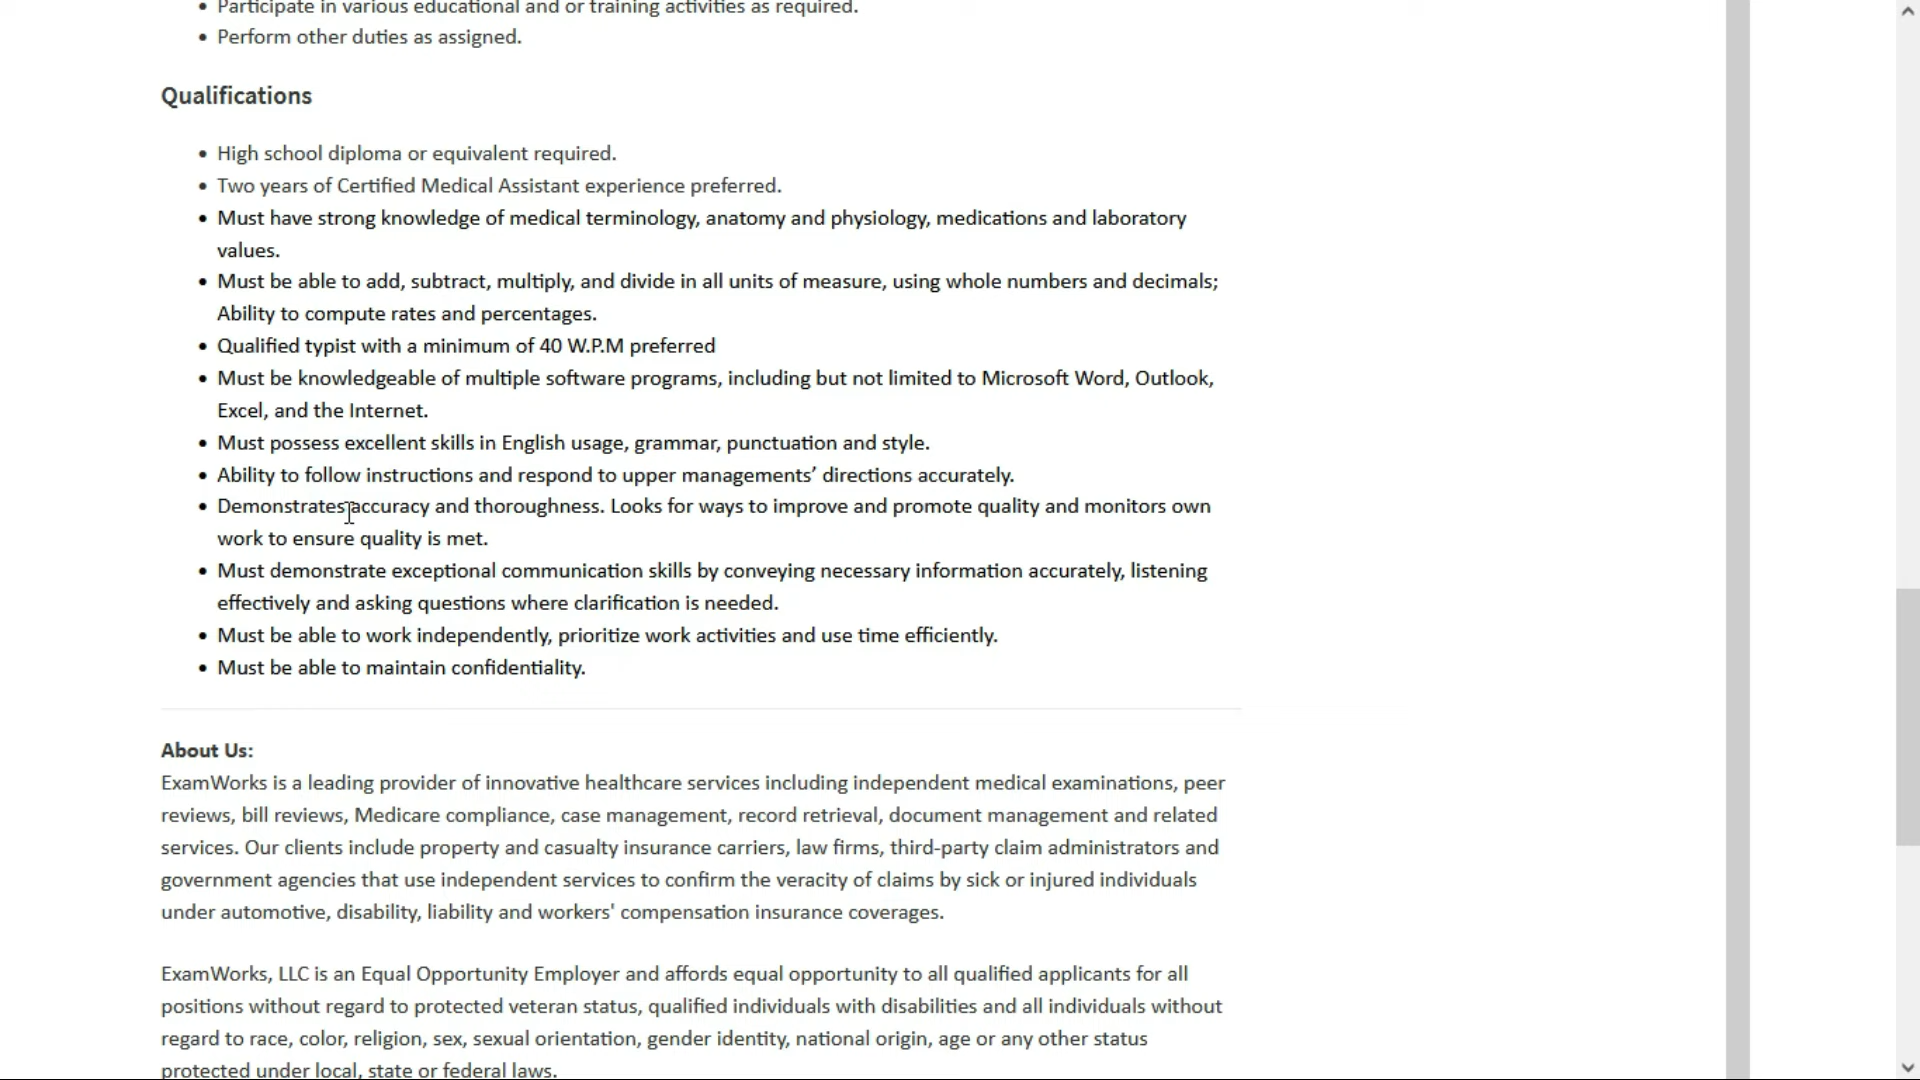 • Participate in various educational and or training activities as required.
• Perform other duties as assigned.
Qualifications
• High school diploma or equivalent required.
• Two years of Certified Medical Assistant experience preferred.
• Must have strong knowledge of medical terminology, anatomy and physiology, medications and laboratory
values.
• Must be able to add, subtract, multiply, and divide in all units of measure, using whole numbers and decimals;
Ability to compute rates and percentages.
• Qualified typist with a minimum of 40 W.P.M preferred
• Must be knowledgeable of multiple software programs, including but not limited to Microsoft Word, Outlook,
Excel, and the Internet.
• Must possess excellent skills in English usage, grammar, punctuation and style.
• Ability to follow instructions and respond to upper managements’ directions accurately.
• Demonstrates accuracy and thoroughness. Looks for ways to improve and promote quality and monitors own
work to ensure quality is met.
• Must demonstrate exceptional communication skills by conveying necessary information accurately, listening
effectively and asking questions where clarification is needed.
• Must be able to work independently, prioritize work activities and use time efficiently.
• Must be able to maintain confidentiality.
About Us:
ExamWorks is a leading provider of innovative healthcare services including independent medical examinations, peer
reviews, bill reviews, Medicare compliance, case management, record retrieval, document management and related
services. Our clients include property and casualty insurance carriers, law firms, third-party claim administrators and
government agencies that use independent services to confirm the veracity of claims by sick or injured individuals
under automotive, disability, liability and workers' compensation insurance coverages.
ExamWorks, LLC is an Equal Opportunity Employer and affords equal opportunity to all qualified applicants for all
positions without regard to protected veteran status, qualified individuals with disabilities and all individuals without
regard to race, color, religion, sex, sexual orientation, gender identity, national origin, age or any other status
protected under local, state or federal laws.